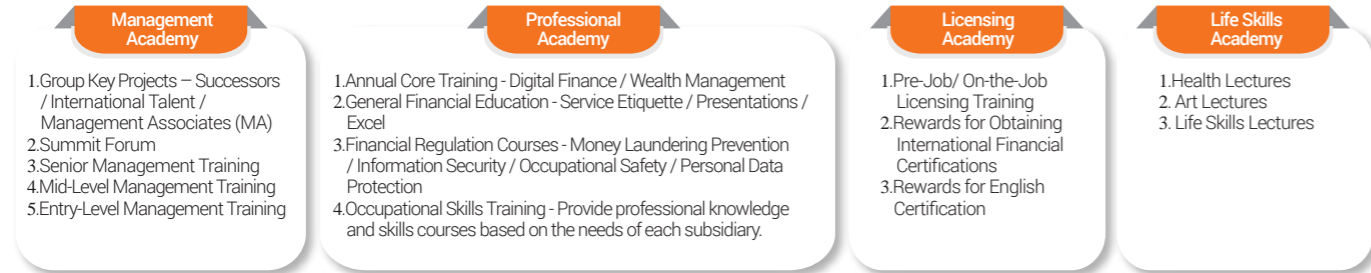 Management
Academy
1.Group Key Projects – Successors
/ International Talent /
Management Associates (MA)
2.Summit Forum
3.Senior Management Training
4.Mid-Level Management Training
5.Entry-Level Management Training
Professional
Academy
1.Annual Core Training - Digital Finance / Wealth Management
2.General Financial Education - Service Etiquette / Presentations /
Excel
3.Financial Regulation Courses - Money Laundering Prevention
/ Information Security / Occupational Safety / Personal Data
Protection
4.Occupational Skills Training - Provide professional knowledge
and skills courses based on the needs of each subsidiary.
Licensing
Academy
1.Pre-Job/ On-the-Job
Licensing Training
2.Rewards for Obtaining
International Financial
Certifications
3.Rewards for English
Certification
Life Skills
Academy
1.Health Lectures
2. Art Lectures
3. Life Skills Lectures